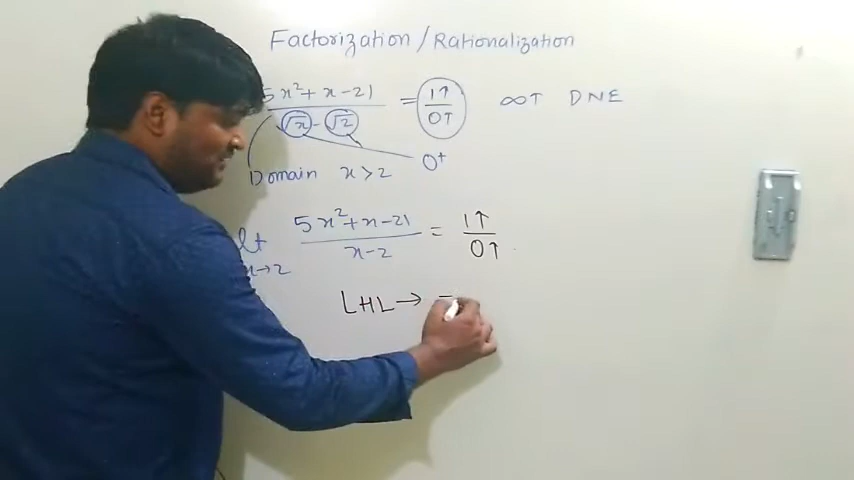 Factorization / Rationalization
5x² + x - 21 / √x - √2 = 1↑ / 0↑ ∞↑ DNE
0⁺
Domain x > 2
lt x→2 5x² + x - 21 / x - 2 = 1↑ / 0↑
LHL → -